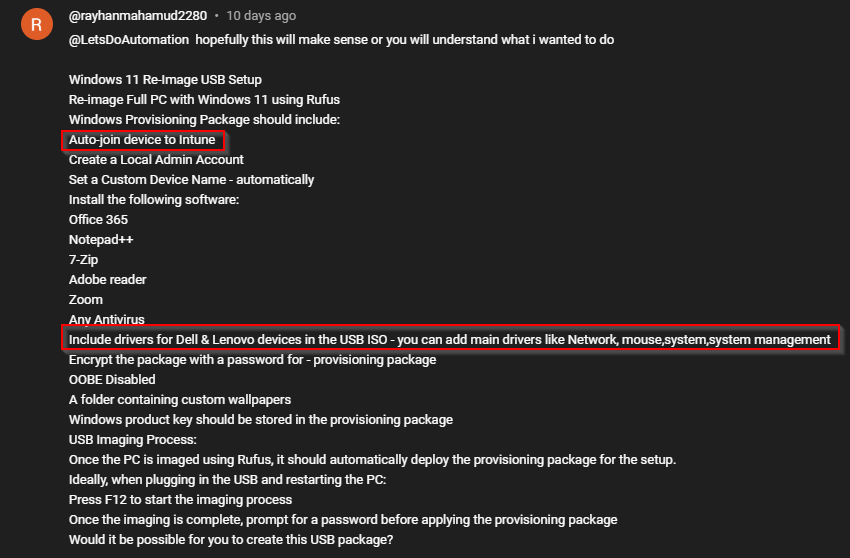 R
@rayhanmahamud2280 • 10 days ago
@LetsDoAutomation hopefully this will make sense or you will understand what i wanted to do
Windows 11 Re-Image USB Setup
Re-image Full PC with Windows 11 using Rufus
Windows Provisioning Package should include:
Auto-join device to Intune
Create a Local Admin Account
Set a Custom Device Name - automatically
Install the following software:
Office 365
Notepad++
7-Zip
Adobe reader
Zoom
Any Antivirus
Include drivers for Dell & Lenovo devices in the USB ISO - you can add main drivers like Network, mouse,system,system management
Encrypt the package with a password for - provisioning package
OOBE Disabled
A folder containing custom wallpapers
Windows product key should be stored in the provisioning package
USB Imaging Process:
Once the PC is imaged using Rufus, it should automatically deploy the provisioning package for the setup.
Ideally, when plugging in the USB and restarting the PC:
Press F12 to start the imaging process
Once the imaging is complete, prompt for a password before applying the provisioning package
Would it be possible for you to create this USB package?